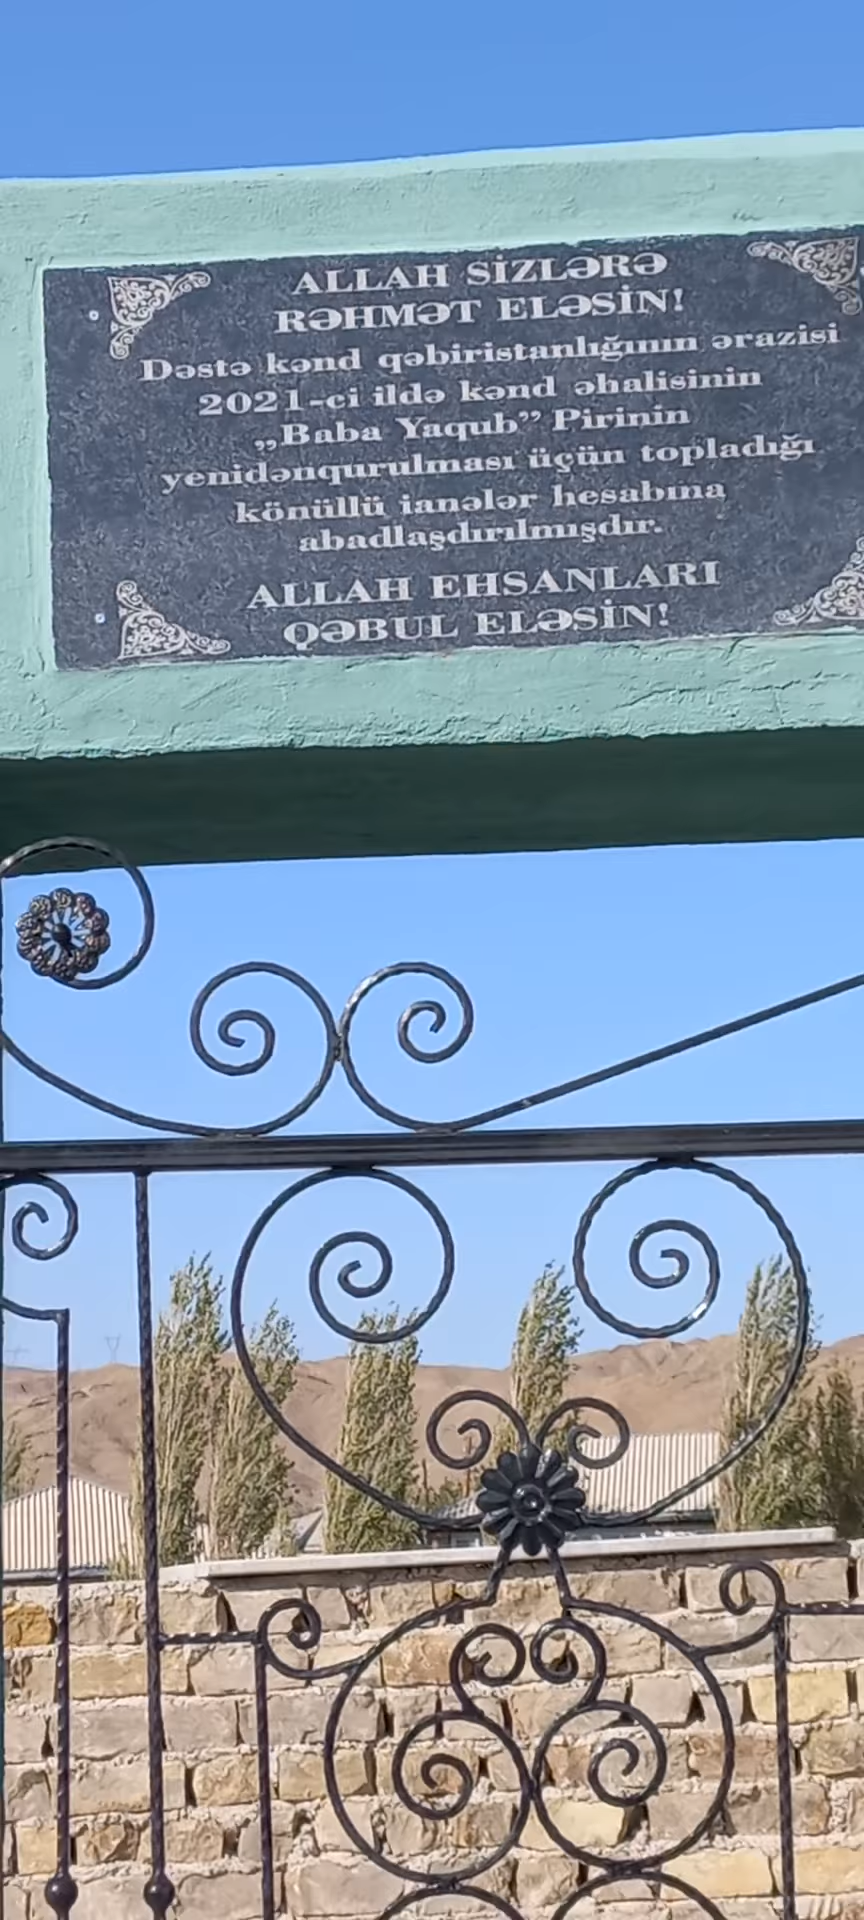 ALLAH SİZLƏRƏ
RƏHMƏT ELƏSİN!
Dəstə kənd qəbiristanlığının ərazisi
2021-ci ildə kənd əhalisinin
„Baba Yaqub” Pirinin
yenidənqurulması üçün topladığı
könüllü ianələr hesabına
abadlaşdırılmışdır.
ALLAH EHSANLARI
QƏBUL ELƏSİN!